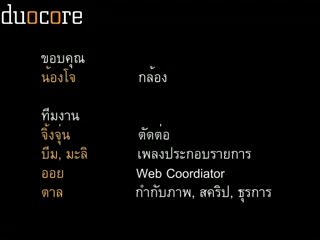 duocore
ขอบคุณ
น้องโจ กล้อง
ทีมงาน
จิ้งจุ่น ตัดต่อ
บีม, มะลิ เพลงประกอบรายการ
ออย Web Coordiator
ตาล กำกับภาพ, สคริป, ธุรการ